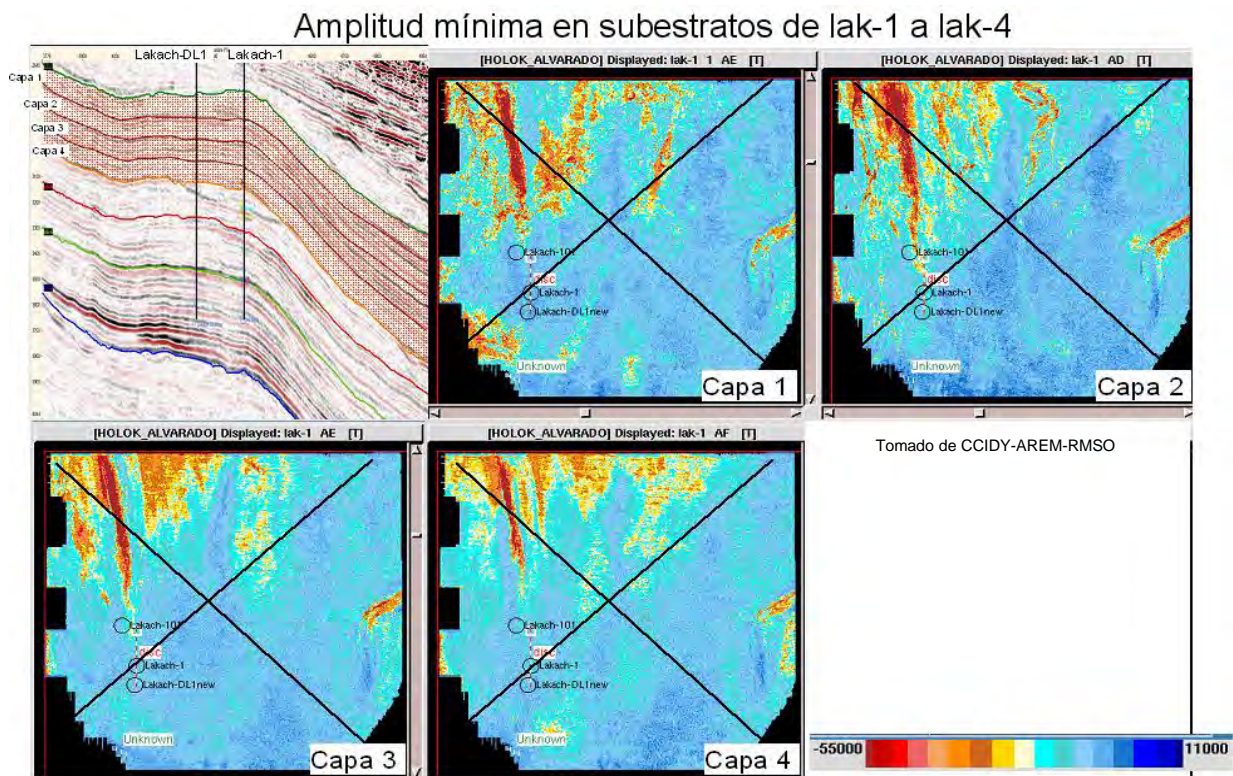 Amplitud mínima en subestratos de lak-1 a lak-4
Lakach-DL1 Lakach-1
Capa 1
Capa 2
Capa 3
Capa 4
[HOLOK_ALVARADO] Displayed: lak-1 1 AE [T]
Lakach-101
disc
Lakach-1
Lakach-DL1new
Unknown
Capa 1
[HOLOK_ALVARADO] Displayed: lak-1 AD [T]
Lakach-101
disc
Lakach-1
Lakach-DL1new
Unknown
Capa 2
[HOLOK_ALVARADO] Displayed: lak-1 AE [T]
Lakach-101
disc
Lakach-1
Lakach-DL1new
Unknown
Capa 3
[HOLOK_ALVARADO] Displayed: lak-1 AF [T]
Lakach-101
disc
Lakach-1
Lakach-DL1new
Unknown
Capa 4
Tomado de CCIDY-AREM-RMSO
-55000 11000